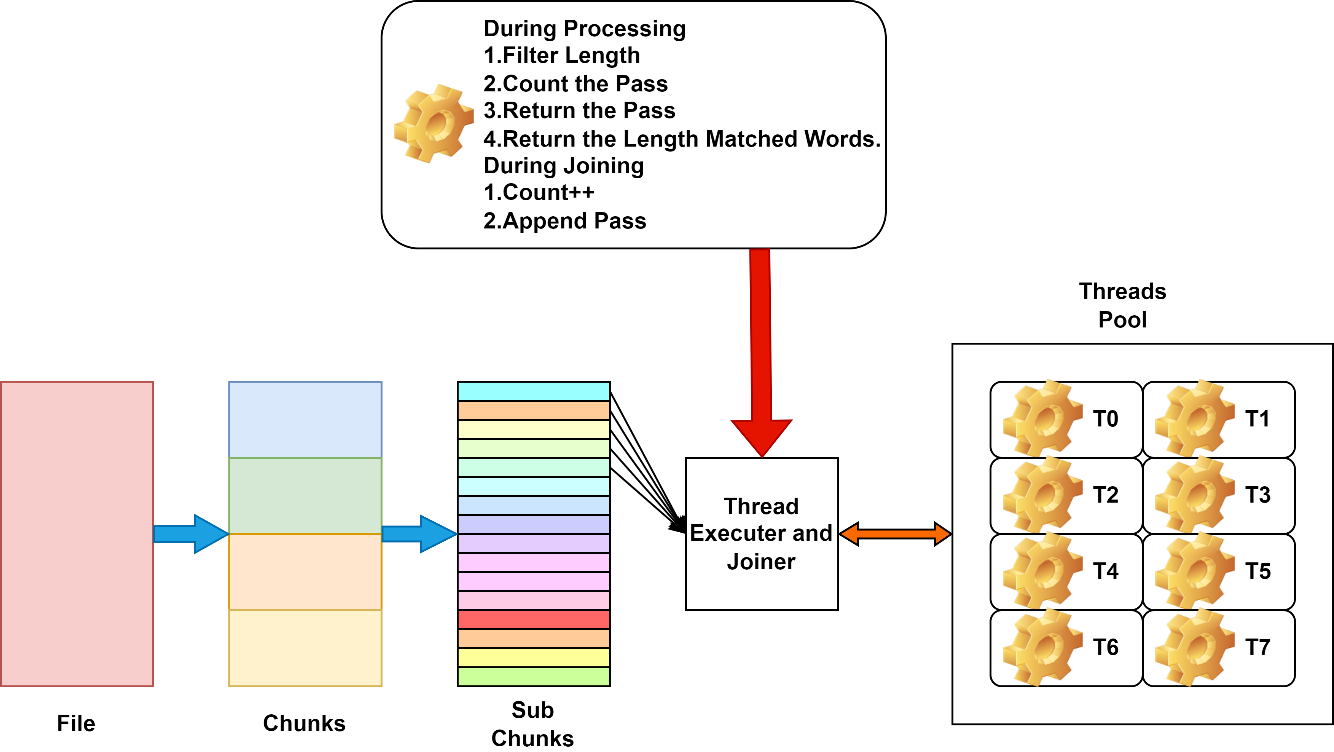 During Processing
1.Filter Length
2.Count the Pass
3.Return the Pass
4.Return the Length Matched Words.
During Joining
1.Count++
2.Append Pass
Threads
Pool
T0
T1
T2
T3
T4
T5
T6
T7
Thread
Executer and
Joiner
File
Chunks
Sub
Chunks